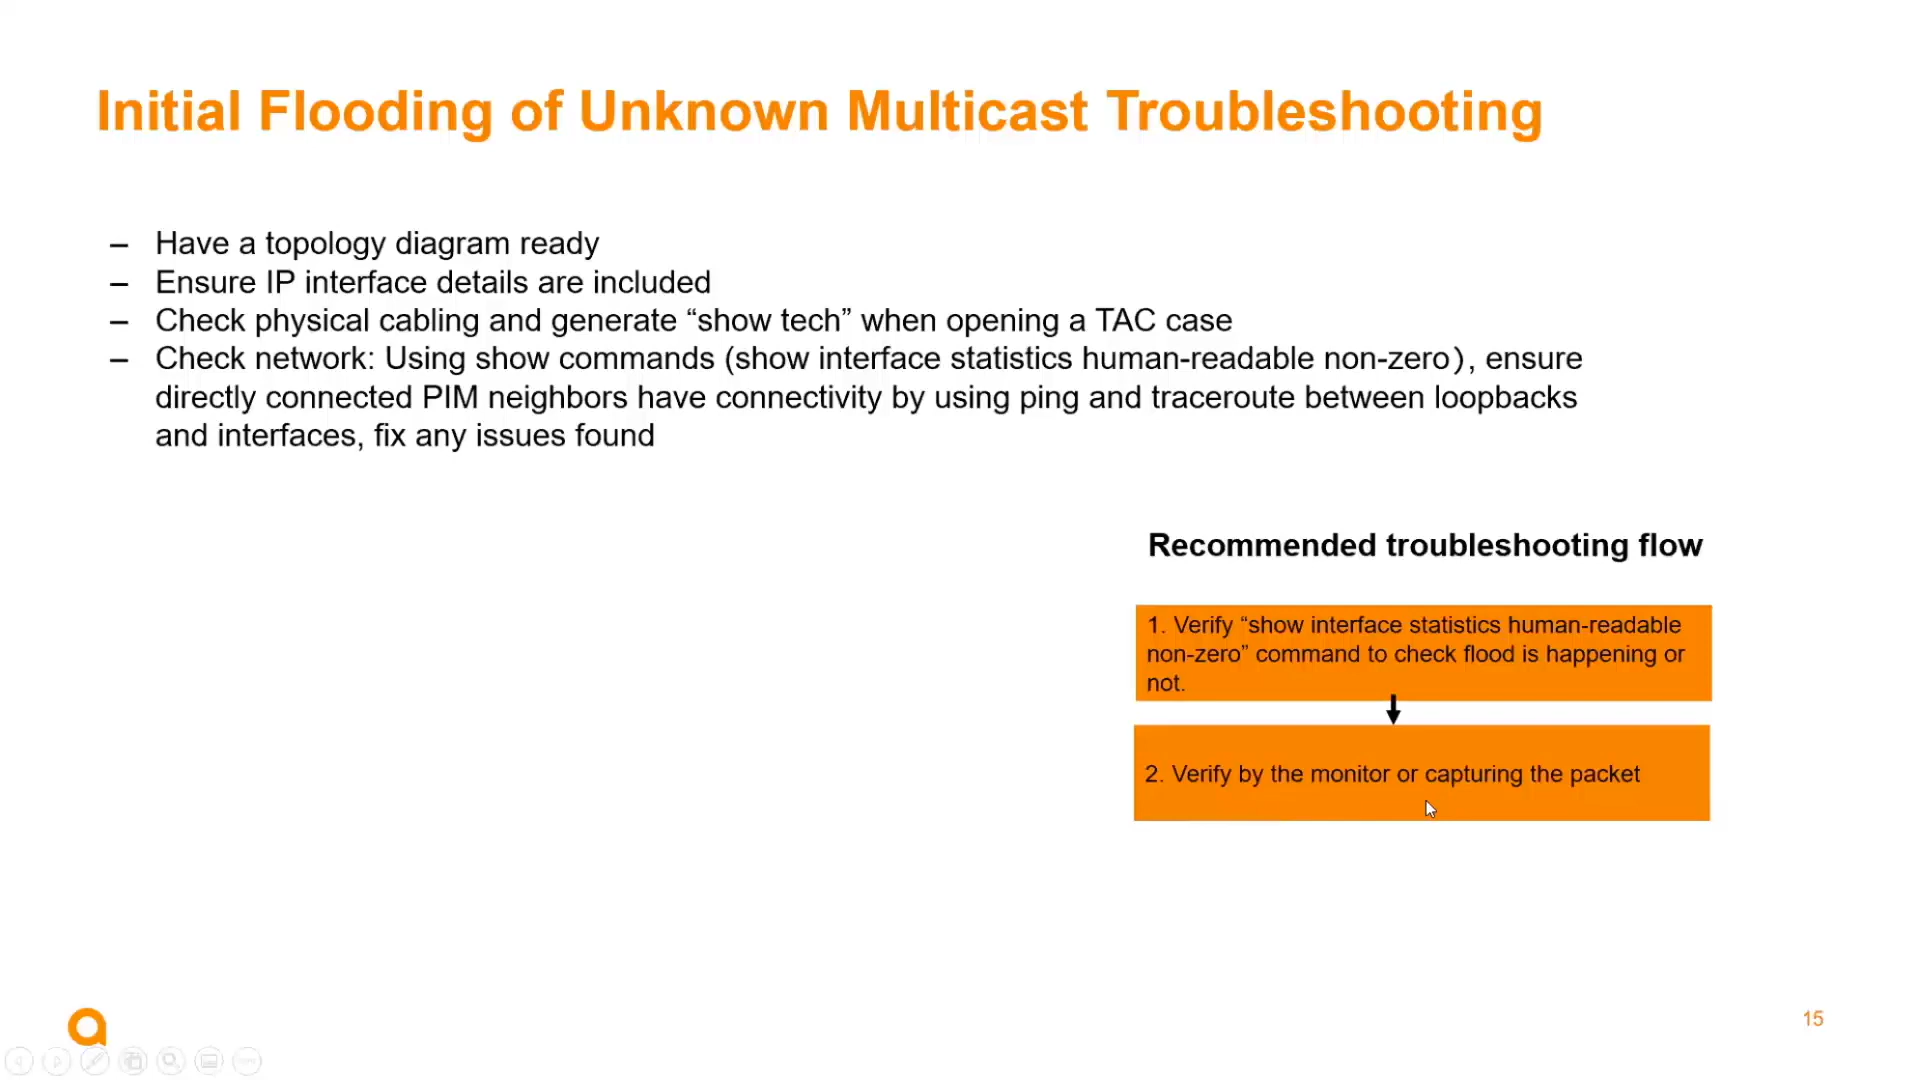 Initial Flooding of Unknown Multicast Troubleshooting
– Have a topology diagram ready
– Ensure IP interface details are included
– Check physical cabling and generate “show tech” when opening a TAC case
– Check network: Using show commands (show interface statistics human-readable non-zero), ensure
directly connected PIM neighbors have connectivity by using ping and traceroute between loopbacks
and interfaces, fix any issues found
Recommended troubleshooting flow
1. Verify “show interface statistics human-readable
non-zero” command to check flood is happening or
not.
2. Verify by the monitor or capturing the packet
15